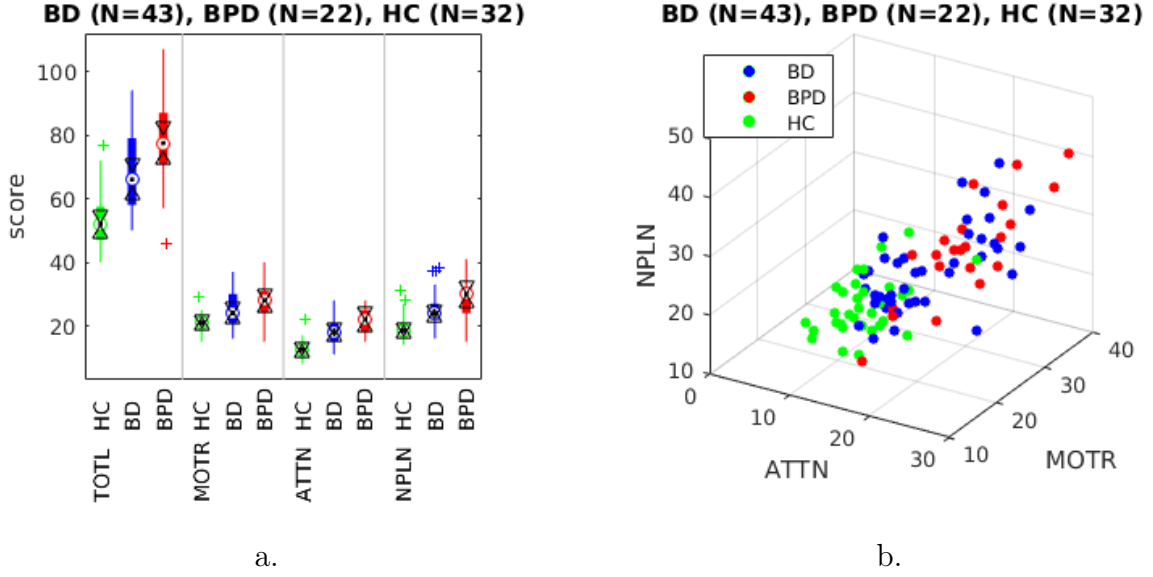 BD (N=43), BPD (N=22), HC (N=32)
score
100
80
60
40
20
HC
BD
BPD
HC
BD
BPD
HC
BD
BPD
HC
BD
BPD
TOTL
MOTR
ATTN
NPLN
a.
BD (N=43), BPD (N=22), HC (N=32)
BD
BPD
HC
NPLN
50
40
30
20
10
0
10
20
30
ATTN
10
20
30
40
MOTR
b.